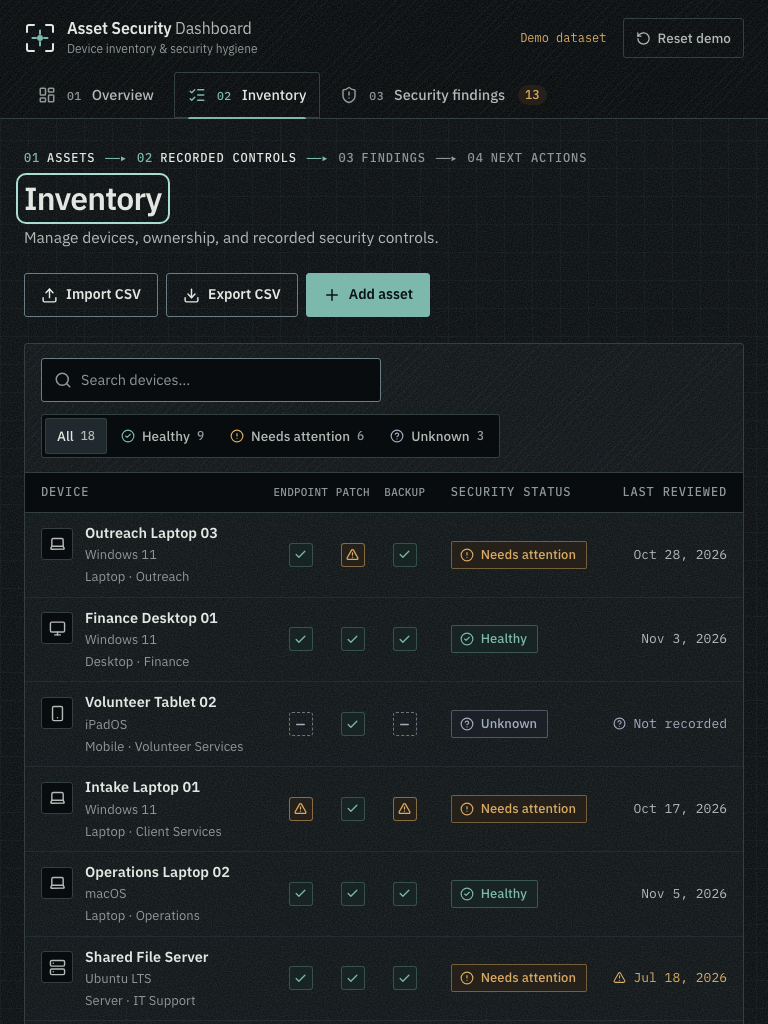 Asset Security Dashboard
Device inventory & security hygiene
Demo dataset
Reset demo
01 Overview
02 Inventory
03 Security findings 13
01 ASSETS 02 RECORDED CONTROLS 03 FINDINGS 04 NEXT ACTIONS
Inventory
Manage devices, ownership, and recorded security controls.
Import CSV
Export CSV
Add asset
Search devices...
All 18
Healthy 9
Needs attention 6
Unknown 3
DEVICE ENDPOINT PATCH BACKUP SECURITY STATUS LAST REVIEWED
Outreach Laptop 03
Windows 11
Laptop · Outreach
Needs attention
Oct 28, 2026
Finance Desktop 01
Windows 11
Desktop · Finance
Healthy
Nov 3, 2026
Volunteer Tablet 02
iPadOS
Mobile · Volunteer Services
Unknown
Not recorded
Intake Laptop 01
Windows 11
Laptop · Client Services
Needs attention
Oct 17, 2026
Operations Laptop 02
macOS
Laptop · Operations
Healthy
Nov 5, 2026
Shared File Server
Ubuntu LTS
Server · IT Support
Needs attention
Jul 18, 2026